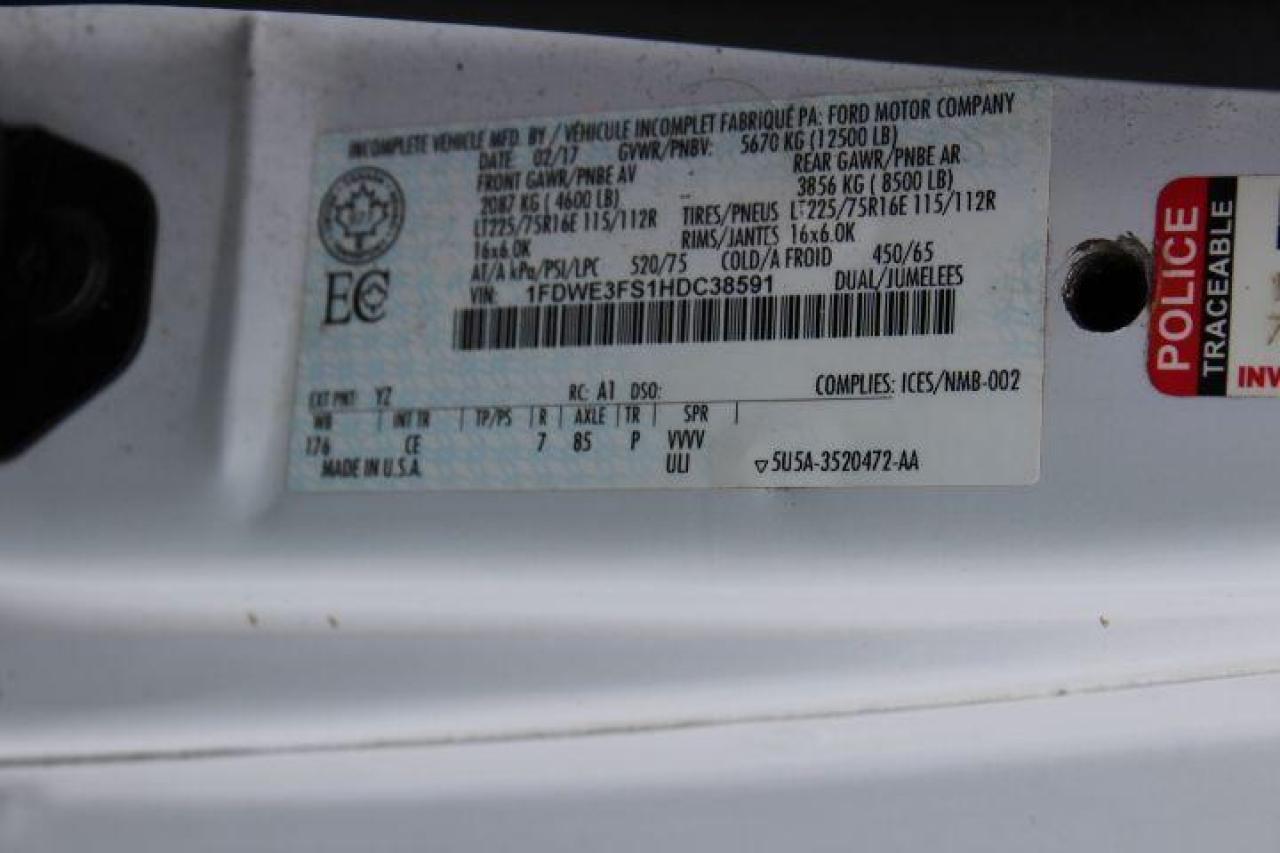 INCOMPLETE VEHICLE MFD. BY / VÉHICULE INCOMPLET FABRIQUÉ PA: FORD MOTOR COMPANY
DATE: 02/17 GVWR/PNBV: 5670 KG (12500 LB)
FRONT GAWR/PNBE AV REAR GAWR/PNBE AR
2087 KG ( 4600 LB) 3856 KG ( 8500 LB)
LT225/75R16E 115/112R TIRES/PNEUS LT225/75R16E 115/112R
16x6.0K RIMS/JANTES 16x6.0K
AT/A kPa/PSI/LPC 520/75 COLD/A FROID 450/65
VIN: 1FDWE3FS1HDC38591 DUAL/JUMELEES
EC
EXT PNT: YZ RC: A1 DSO: COMPLIES: ICES/NMB-002
WB INT TR TP/PS R AXLE TR SPR
176 CE 7 85 P VVVV
MADE IN U.S.A. ULI ▽5U5A-3520472-AA
POLICE
TRACEABLE
INV